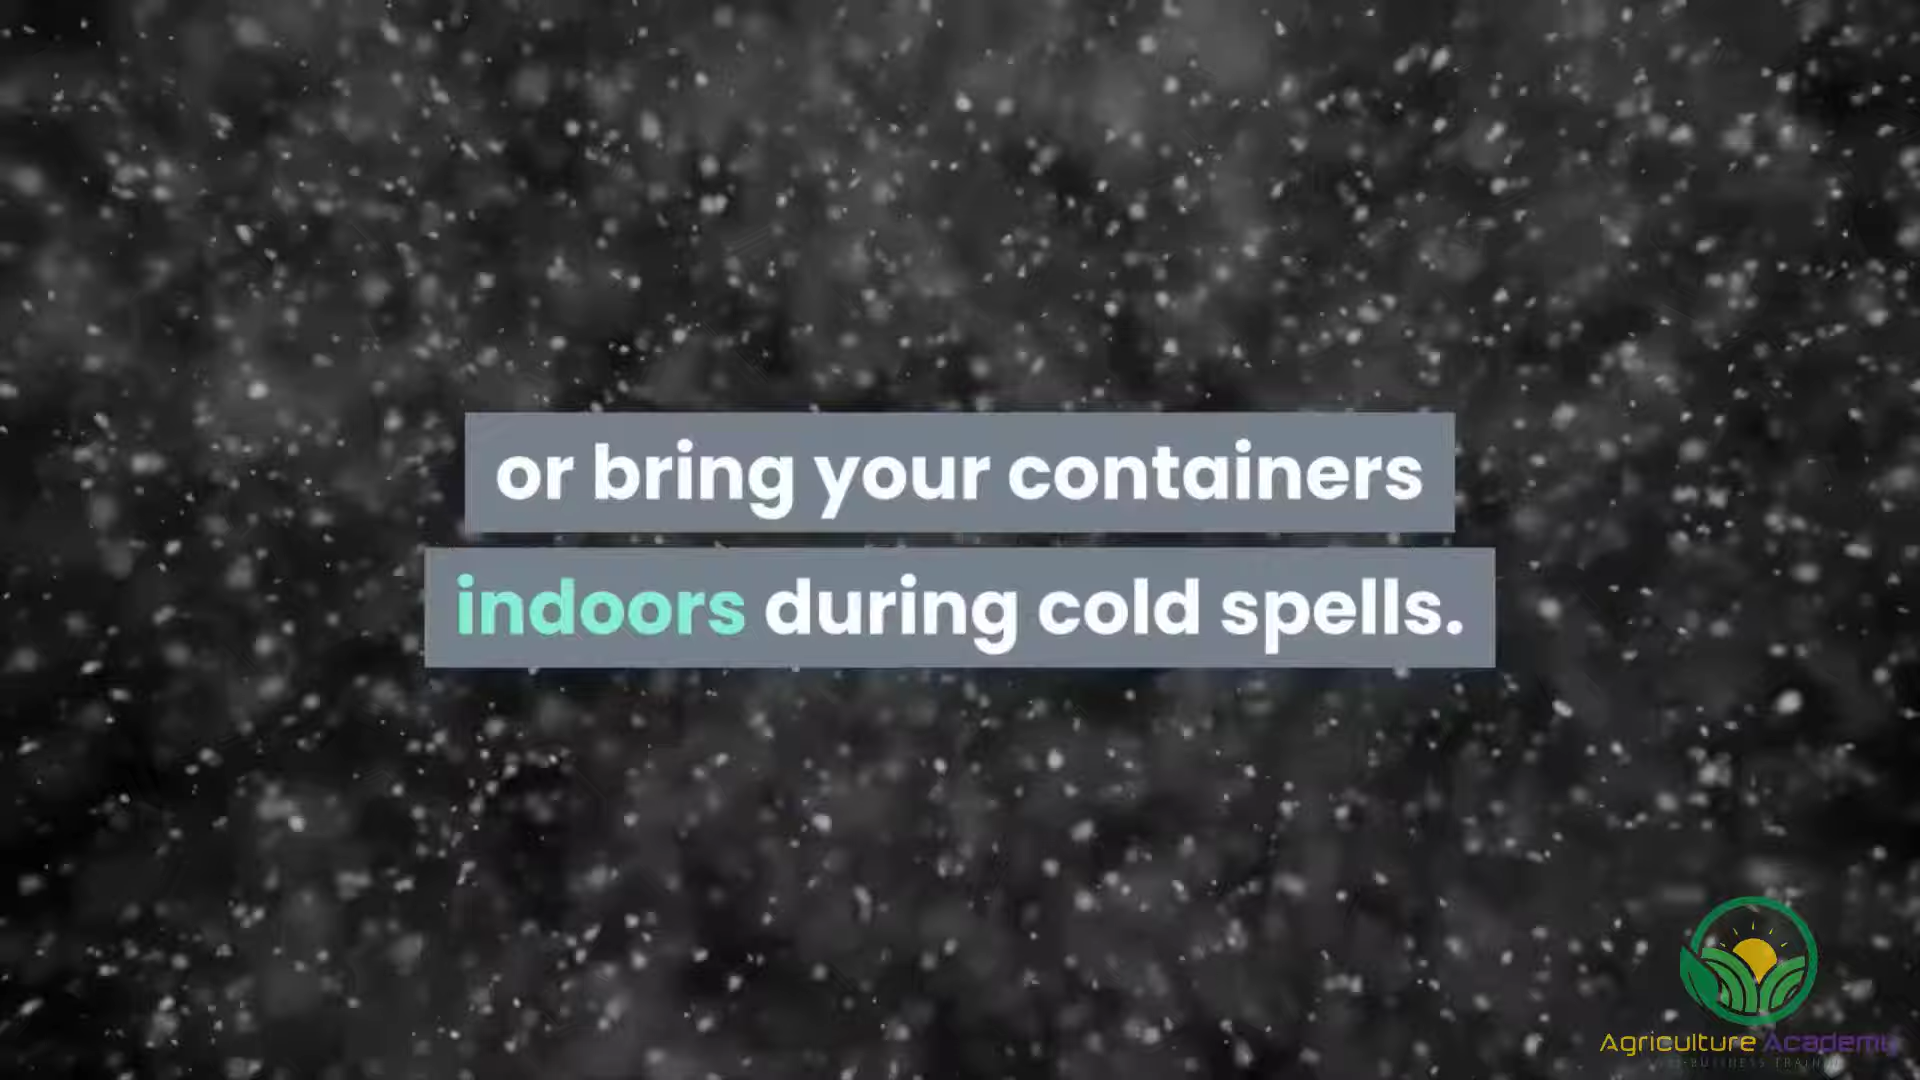 or bring your containers
indoors during cold spells.
Agriculture Academy